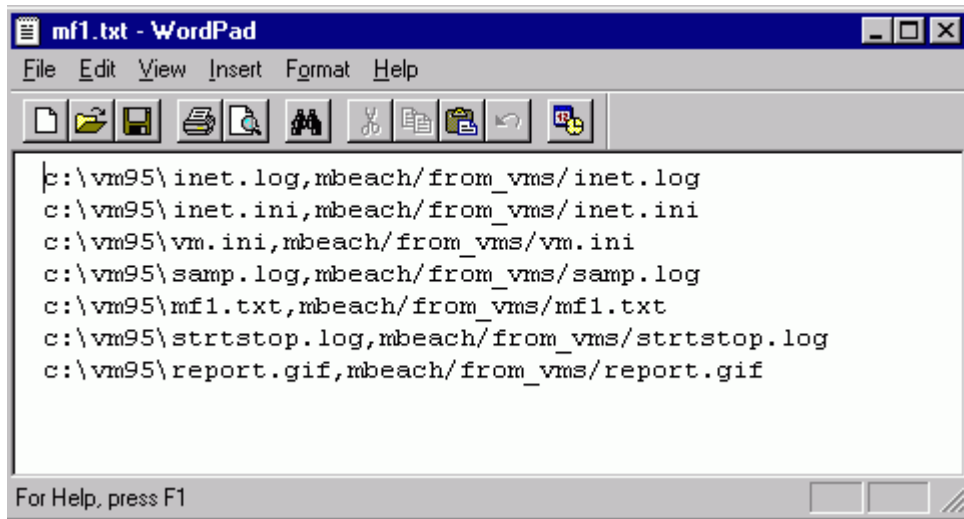 mf1.txt - WordPad
File Edit View Insert Format Help
c:\vm95\inet.log,mbeach/from_vms/inet.log
c:\vm95\inet.ini,mbeach/from_vms/inet.ini
c:\vm95\vm.ini,mbeach/from_vms/vm.ini
c:\vm95\samp.log,mbeach/from_vms/samp.log
c:\vm95\mf1.txt,mbeach/from_vms/mf1.txt
c:\vm95\strtstop.log,mbeach/from_vms/strtstop.log
c:\vm95\report.gif,mbeach/from_vms/report.gif
For Help, press F1